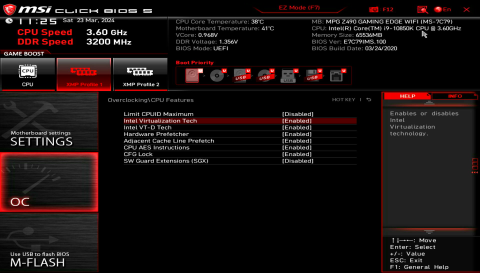 msi CLICK BIOS 5
EZ Mode (F7)
F12
En
11:25 Sat 23 Mar, 2024
CPU Speed 3.60 GHz
DDR Speed 3200 MHz
CPU Core Temperature: 38°C
Motherboard Temperature: 41°C
VCore: 0.968V
DDR Voltage: 1.356V
BIOS Mode: UEFI
MB: MPG Z490 GAMING EDGE WIFI (MS-7C79)
CPU: Intel(R) Core(TM) i9-10850K CPU @ 3.60GHz
Memory Size: 65536MB
BIOS Ver: E7C79IMS.100
BIOS Build Date: 03/24/2020
GAME BOOST
CPU
CPU
XMP Profile 1
XMP Profile 2
Boot Priority
USB
USB
USB
Motherboard settings
SETTINGS
OC
Use USB to flash BIOS
M-FLASH
Overclocking\CPU Features
HOT KEY
Limit CPUID Maximum [Disabled]
Intel Virtualization Tech [Enabled]
Intel VT-D Tech [Enabled]
Hardware Prefetcher [Enabled]
Adjacent Cache Line Prefetch [Enabled]
CPU AES Instructions [Enabled]
CFG Lock [Enabled]
SW Guard Extensions (SGX) [Disabled]
HELP
INFO
Enables or disables
Intel
Virtualization
technology.
↑↓→←: Move
Enter: Select
+/-: Value
ESC: Exit
F1: General Help